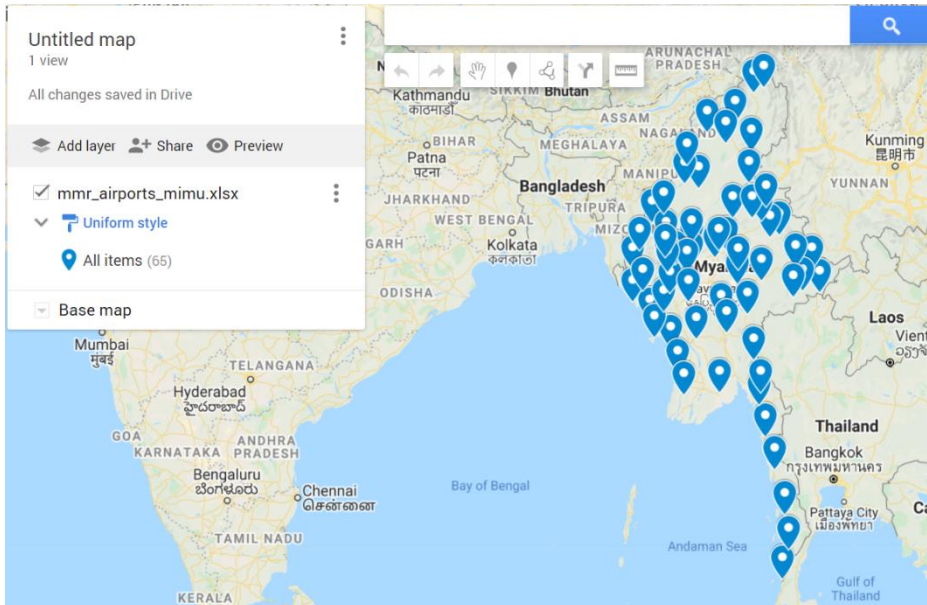 Untitled map
1 view
All changes saved in Drive
Add layer
Share
Preview
mmr_airports_mimu.xlsx
Uniform style
All items (65)
Base map
ARUNACHAL
PRADESH
Kathmandu
काठमाडौं
SIKKIM
Bhutan
ASSAM
NAGALAND
BIHAR
MEGHALAYA
Patna
पटना
MANIPUR
Kunming
昆明市
YUNNAN
Bangladesh
JHARKHAND
TRIPURA
WEST BENGAL
Kolkata
কলকাতা
GARH
ODISHA
Laos
Mumbai
मुंबई
TELANGANA
Hyderabad
హైదరాబాద్
Thailand
GOA
ANDHRA
PRADESH
KARNATAKA
Bangkok
กรุงเทพมหานคร
Bengaluru
ಬೆಂಗಳೂರು
Chennai
சென்னை
Bay of Bengal
Pattaya City
เมืองพัทยา
TAMIL NADU
Andaman Sea
KERALA
Gulf of
Thailand